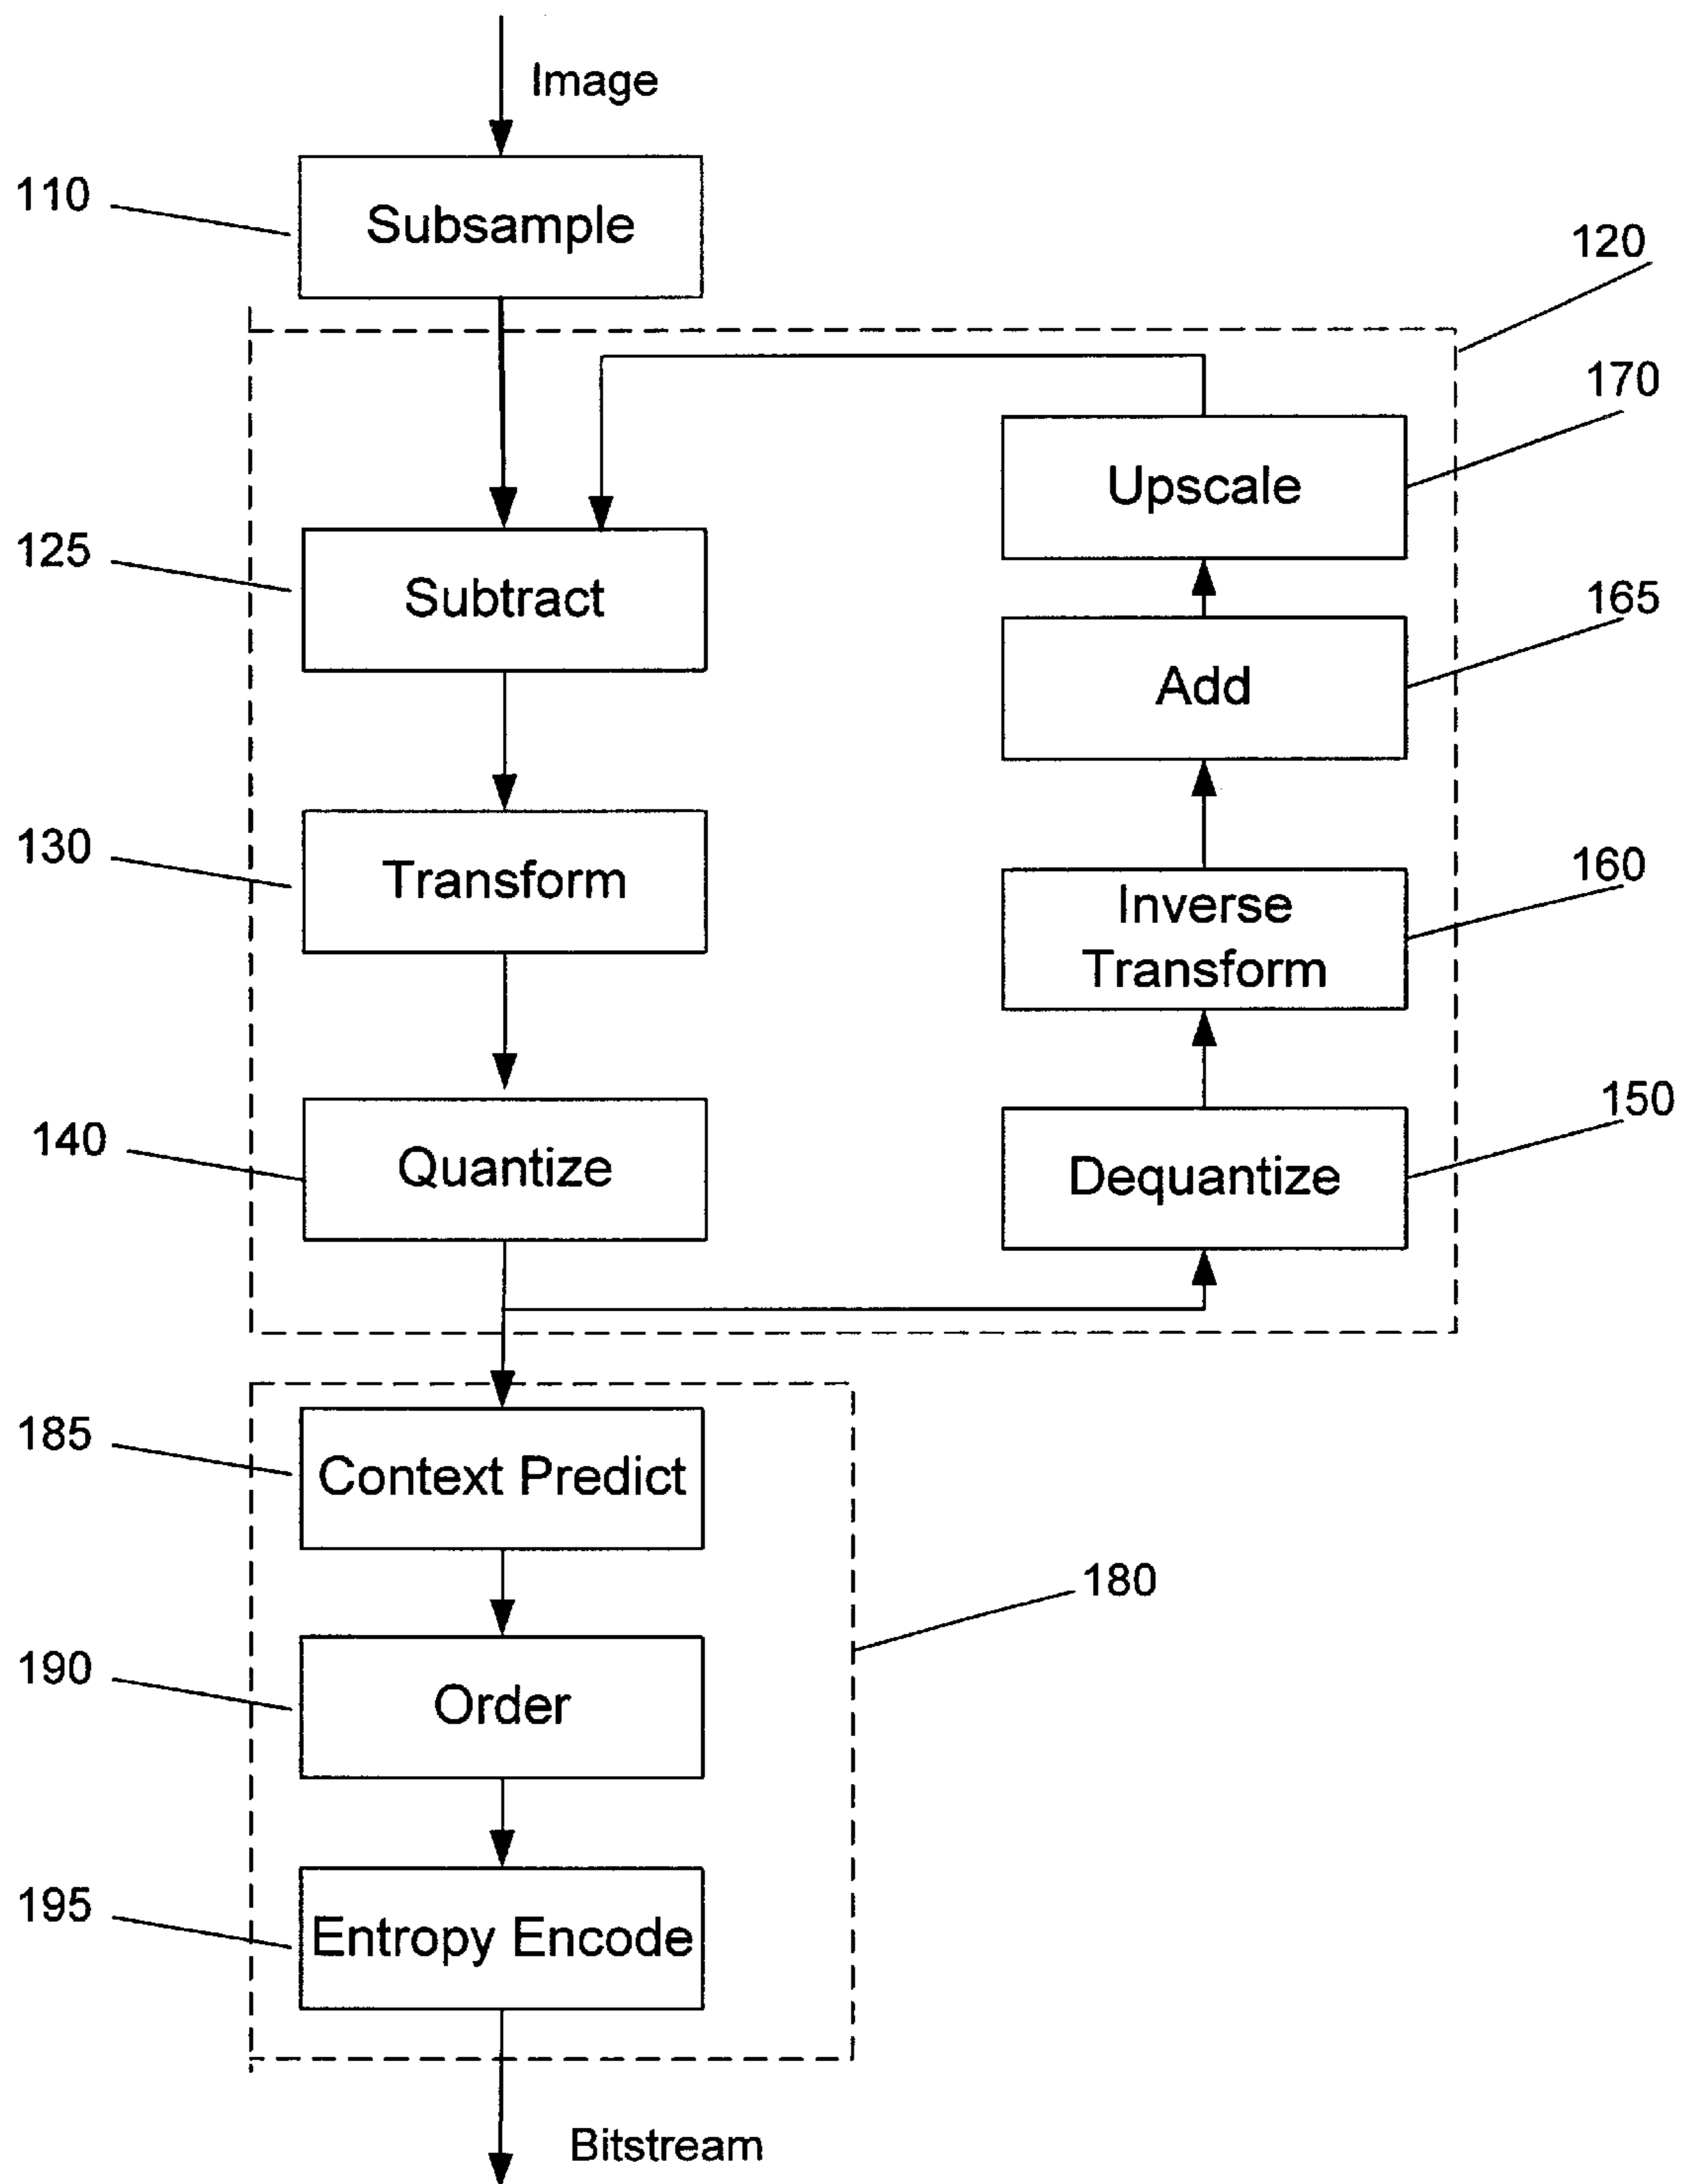 Image
110
Subsample
120
170
Upscale
125
Subtract
165
Add
130
Transform
160
Inverse
Transform
140
Quantize
150
Dequantize
185
Context Predict
180
190
Order
195
Entropy Encode
Bitstream